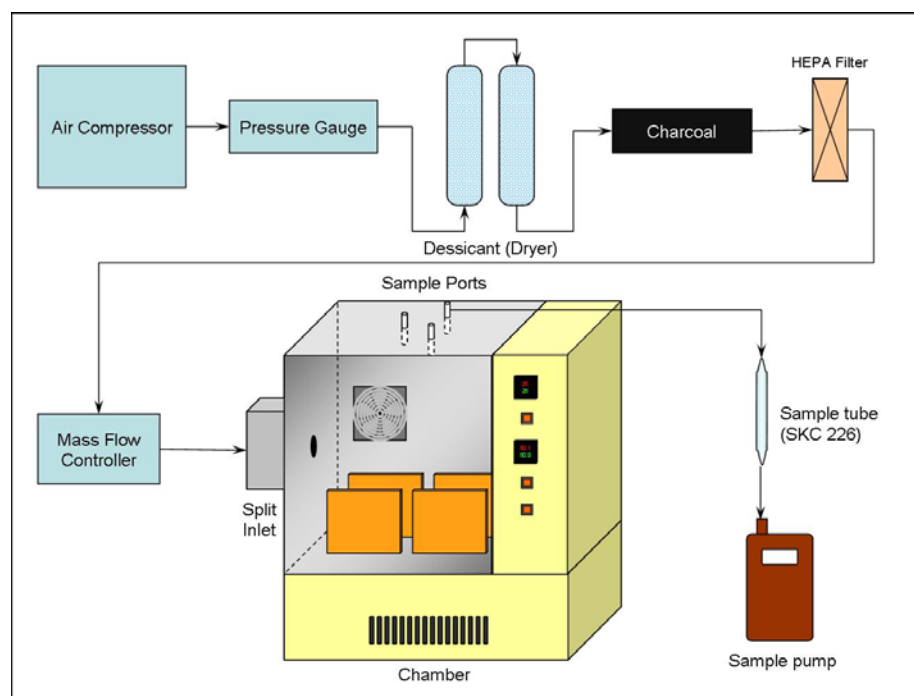 HEPA Filter
Air Compressor
Pressure Gauge
Charcoal
Dessicant (Dryer)
Sample Ports
Mass Flow
Controller
Split
Inlet
Sample tube
(SKC 226)
Chamber
Sample pump